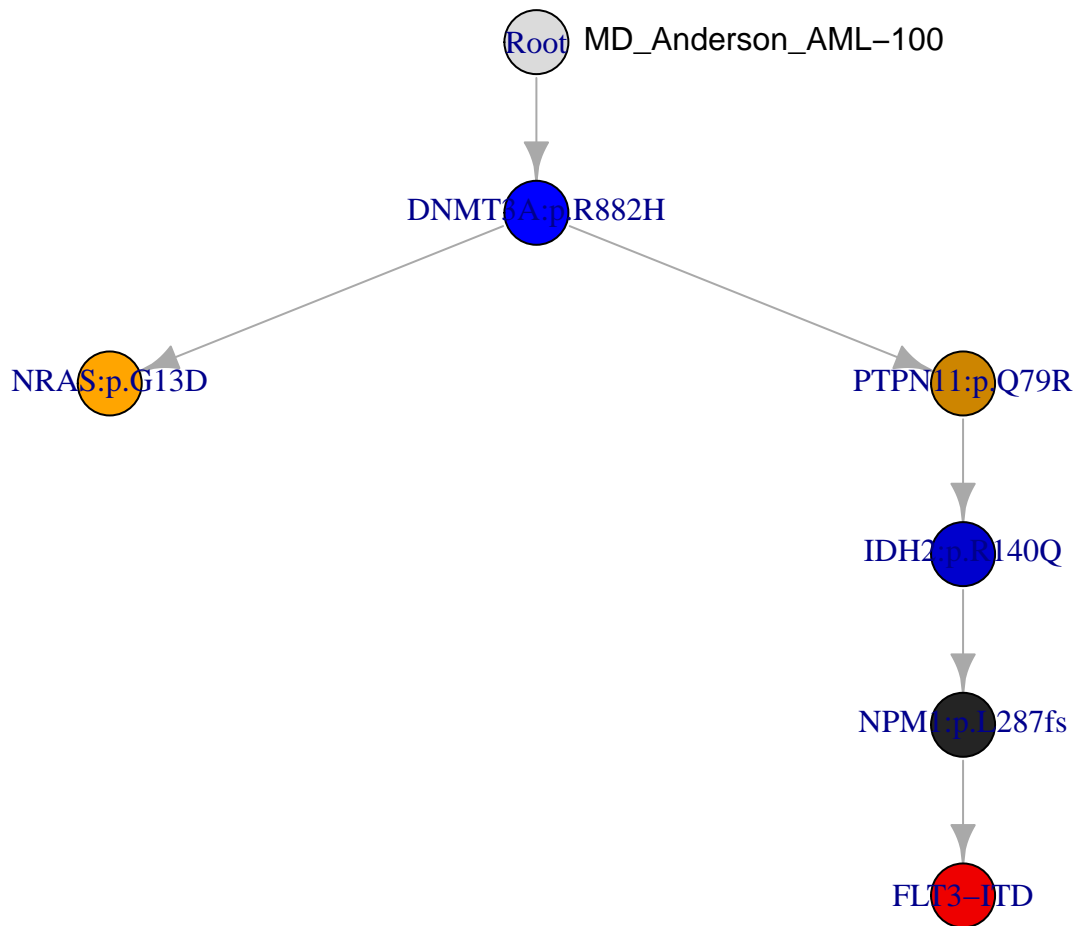 Root
MD_Anderson_AML−100
DNMT3A:p.R882H
NRAS:p.G13D
PTPN11:p.Q79R
IDH2:p.R140Q
NPM1:p.L287fs
FLT3−ITD